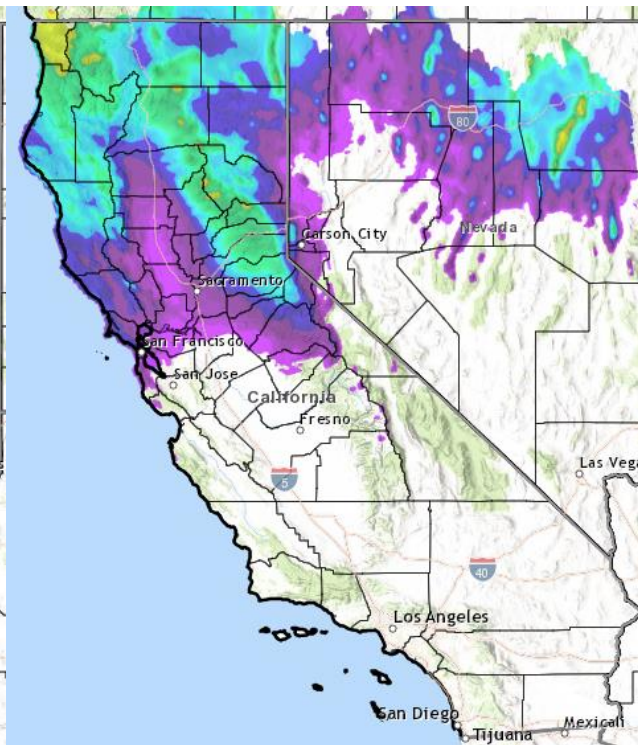 80
Carson City
Nevada
Sacramento
San Francisco
San Jose
California
Fresno
5
Las Vega
40
Los Angeles
San Diego
Tijuana
Mexicali